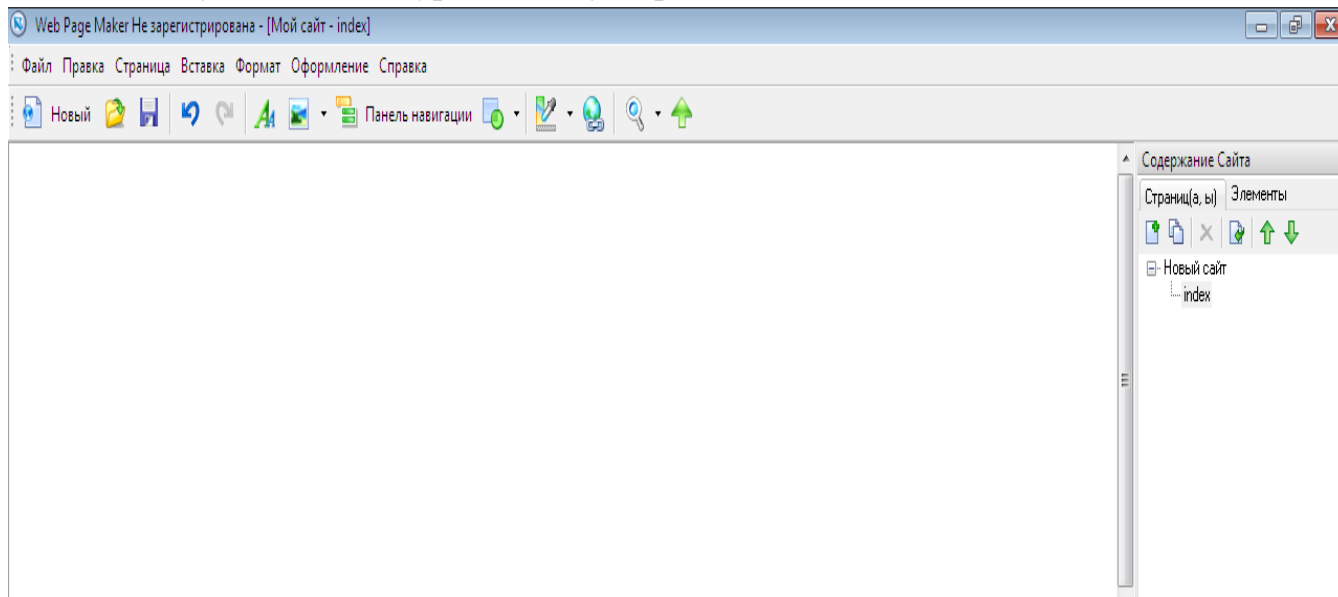 Web Page Maker Не зарегистрирована - [Мой сайт - index]
Файл Правка Страница Вставка Формат Оформление Справка
Новый Панель навигации
Содержание Сайта
Страниц(а, ы) Элементы
Новый сайт
index